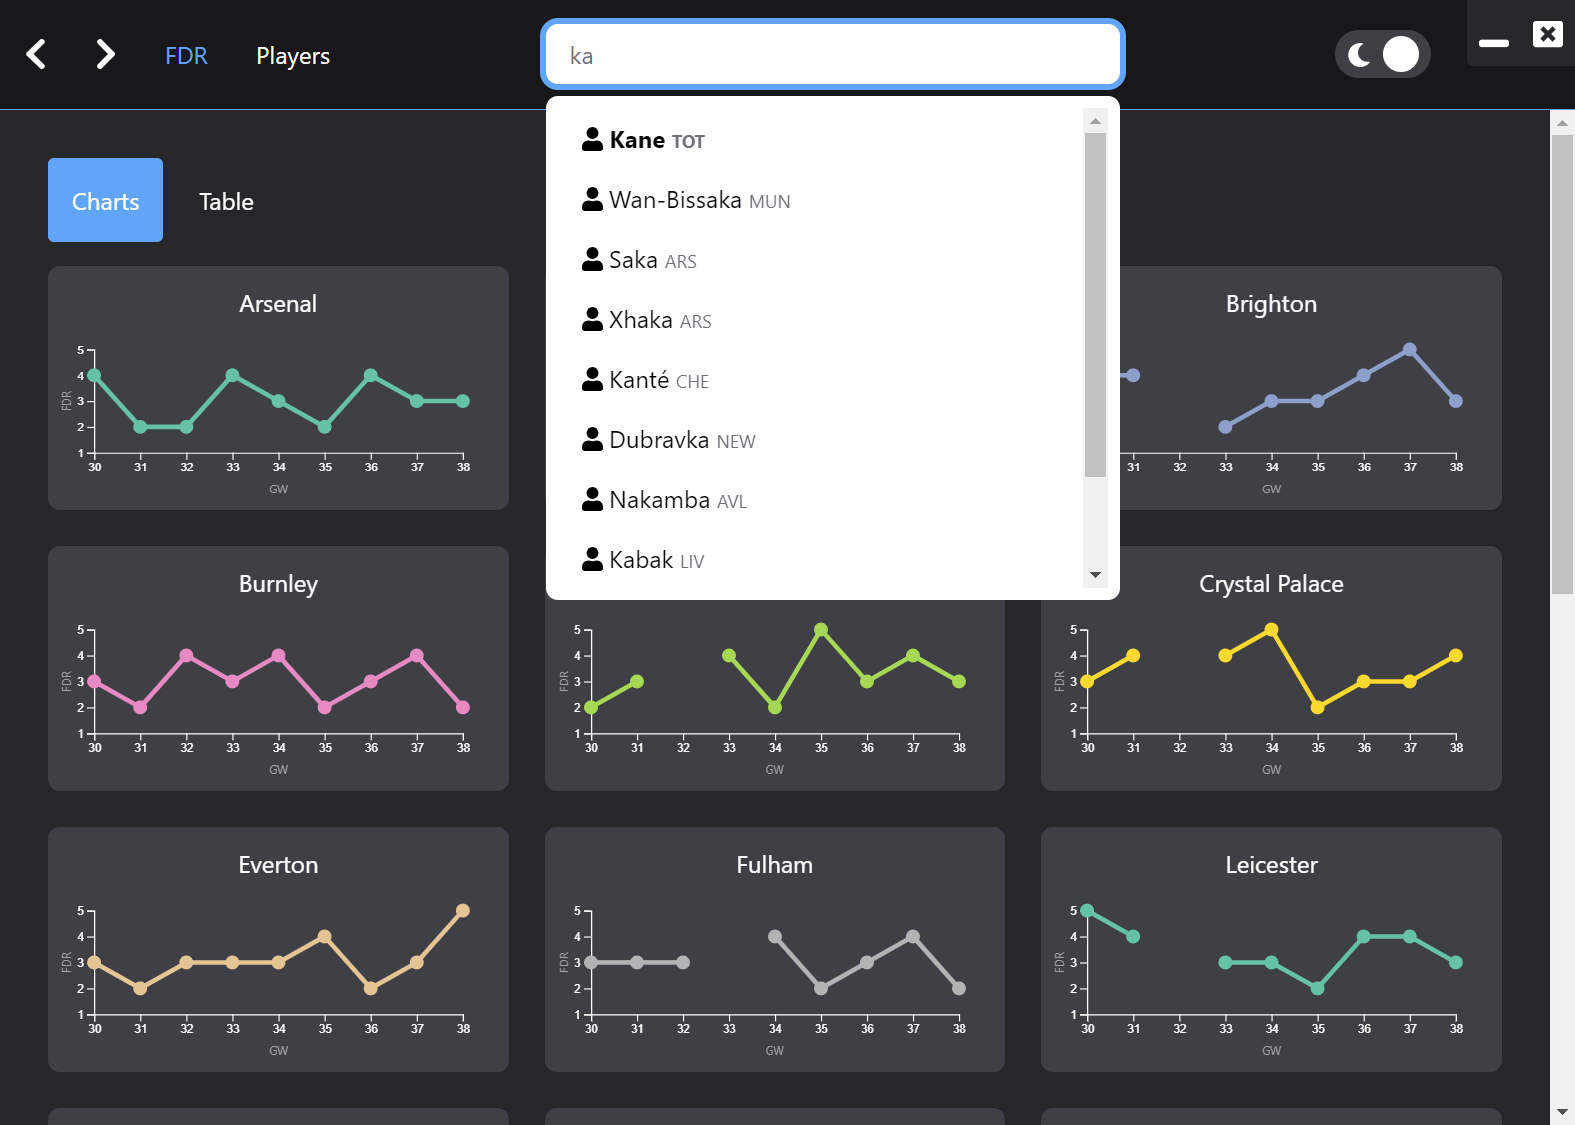 FDR Players
ka
Kane TOT
Wan-Bissaka MUN
Saka ARS
Xhaka ARS
Kanté CHE
Dubravka NEW
Nakamba AVL
Kabak LIV
Charts Table
Arsenal
5
4
3
2
1
FDR
30 31 32 33 34 35 36 37 38
GW
Brighton
31 32 33 34 35 36 37 38
GW
Burnley
5
4
3
2
1
FDR
30 31 32 33 34 35 36 37 38
GW
5
4
3
2
1
FDR
30 31 32 33 34 35 36 37 38
GW
Crystal Palace
5
4
3
2
1
FDR
30 31 32 33 34 35 36 37 38
GW
Everton
5
4
3
2
1
FDR
30 31 32 33 34 35 36 37 38
GW
Fulham
5
4
3
2
1
FDR
30 31 32 33 34 35 36 37 38
GW
Leicester
5
4
3
2
1
FDR
30 31 32 33 34 35 36 37 38
GW